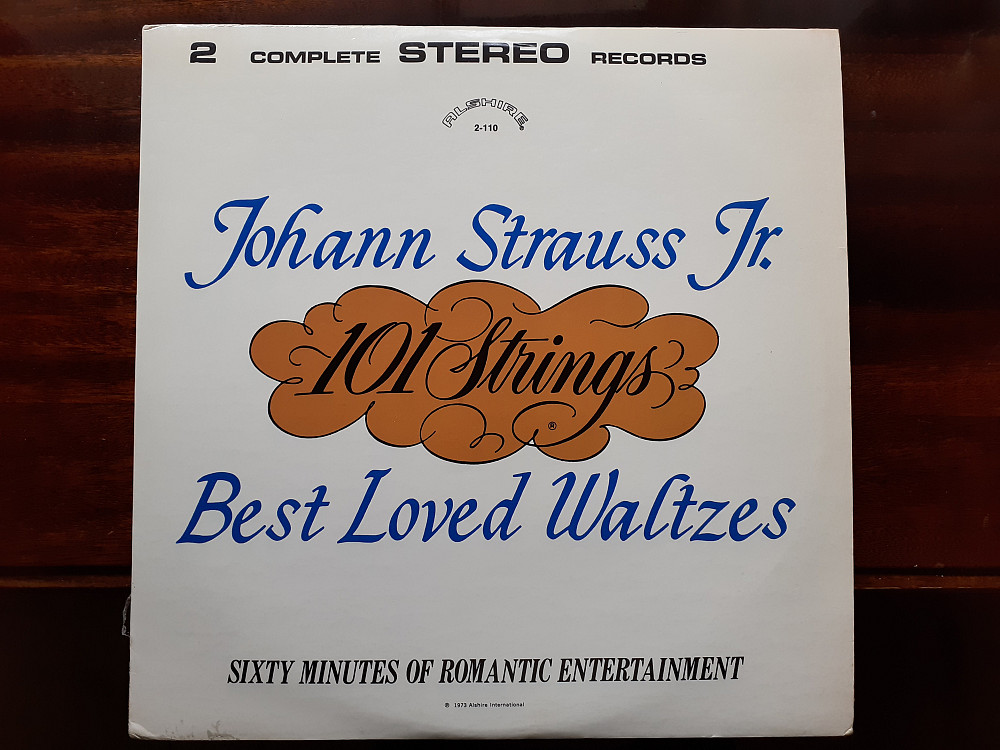 2 COMPLETE STEREO RECORDS
ALSHIRE®
2-110
Johann Strauss Jr.
101 Strings
®
Best Loved Waltzes
SIXTY MINUTES OF ROMANTIC ENTERTAINMENT
℗ 1973 Alshire International